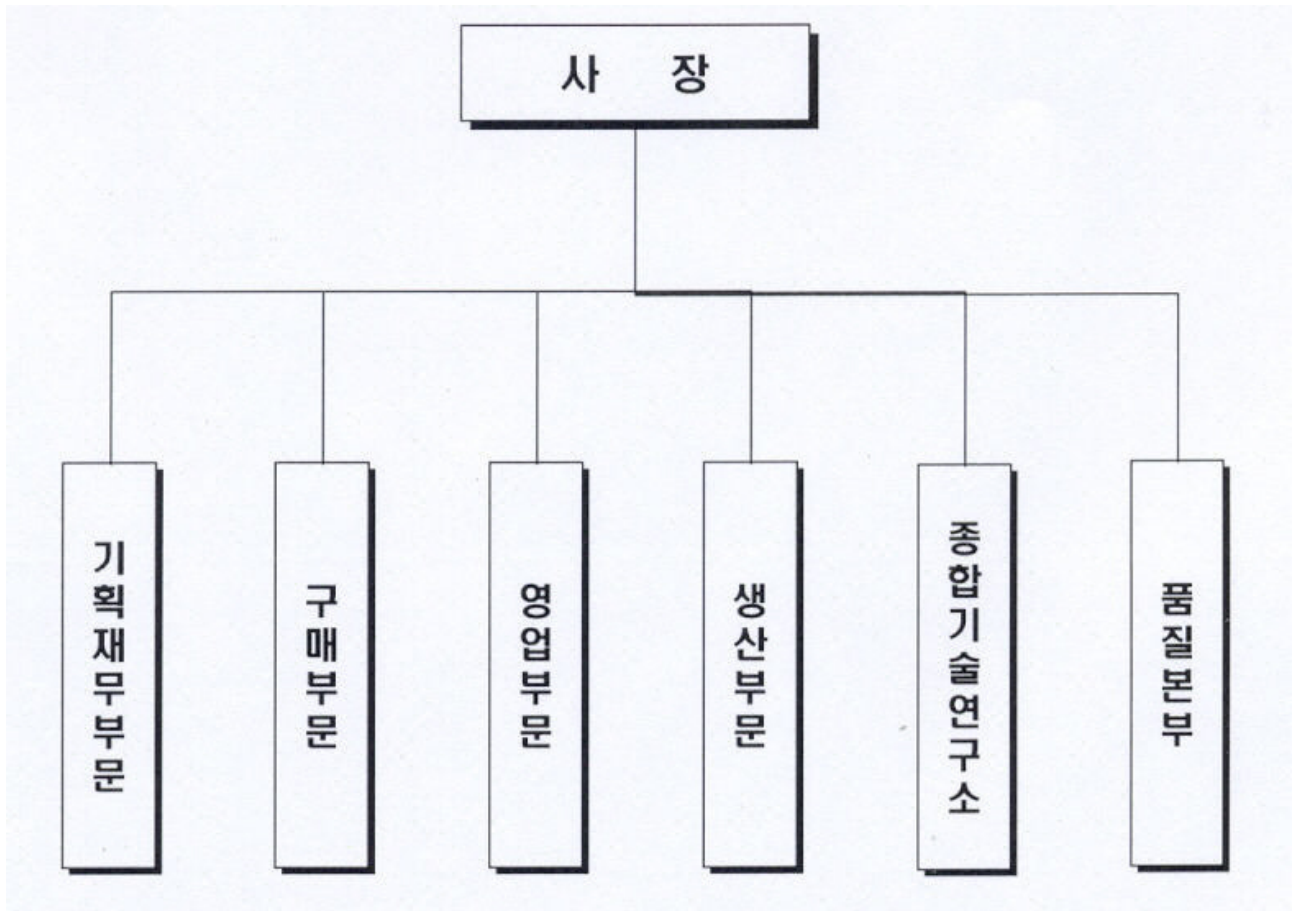 사 장
기획재무부문
구매부문
영업부문
생산부문
종합기술연구소
품질본부